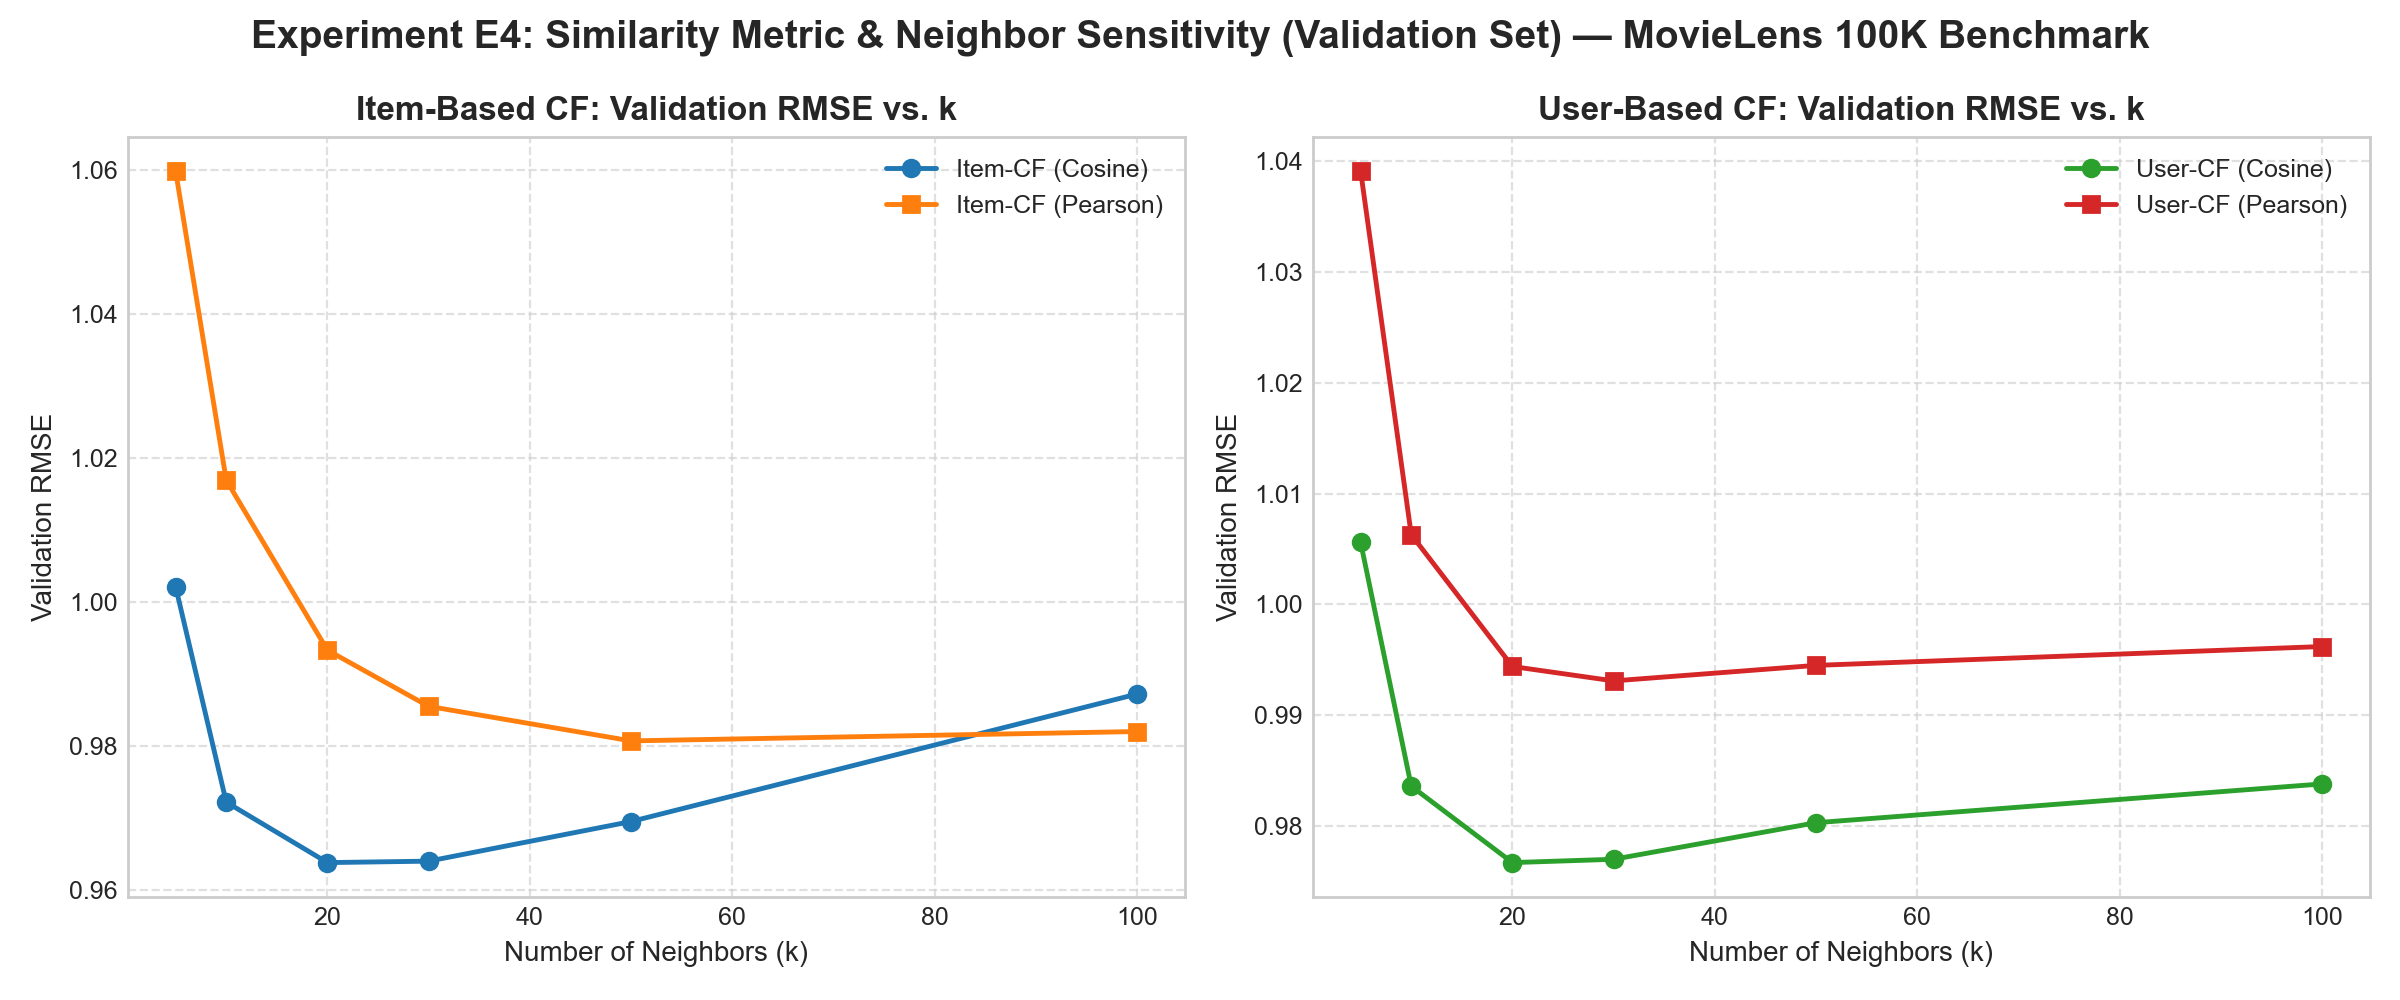 Experiment E4: Similarity Metric & Neighbor Sensitivity (Validation Set) — MovieLens 100K Benchmark
Item-Based CF: Validation RMSE vs. k
Validation RMSE
1.06
1.04
1.02
1.00
0.98
0.96
Item-CF (Cosine)
Item-CF (Pearson)
20
40
60
80
100
Number of Neighbors (k)
User-Based CF: Validation RMSE vs. k
Validation RMSE
1.04
1.03
1.02
1.01
1.00
0.99
0.98
User-CF (Cosine)
User-CF (Pearson)
20
40
60
80
100
Number of Neighbors (k)